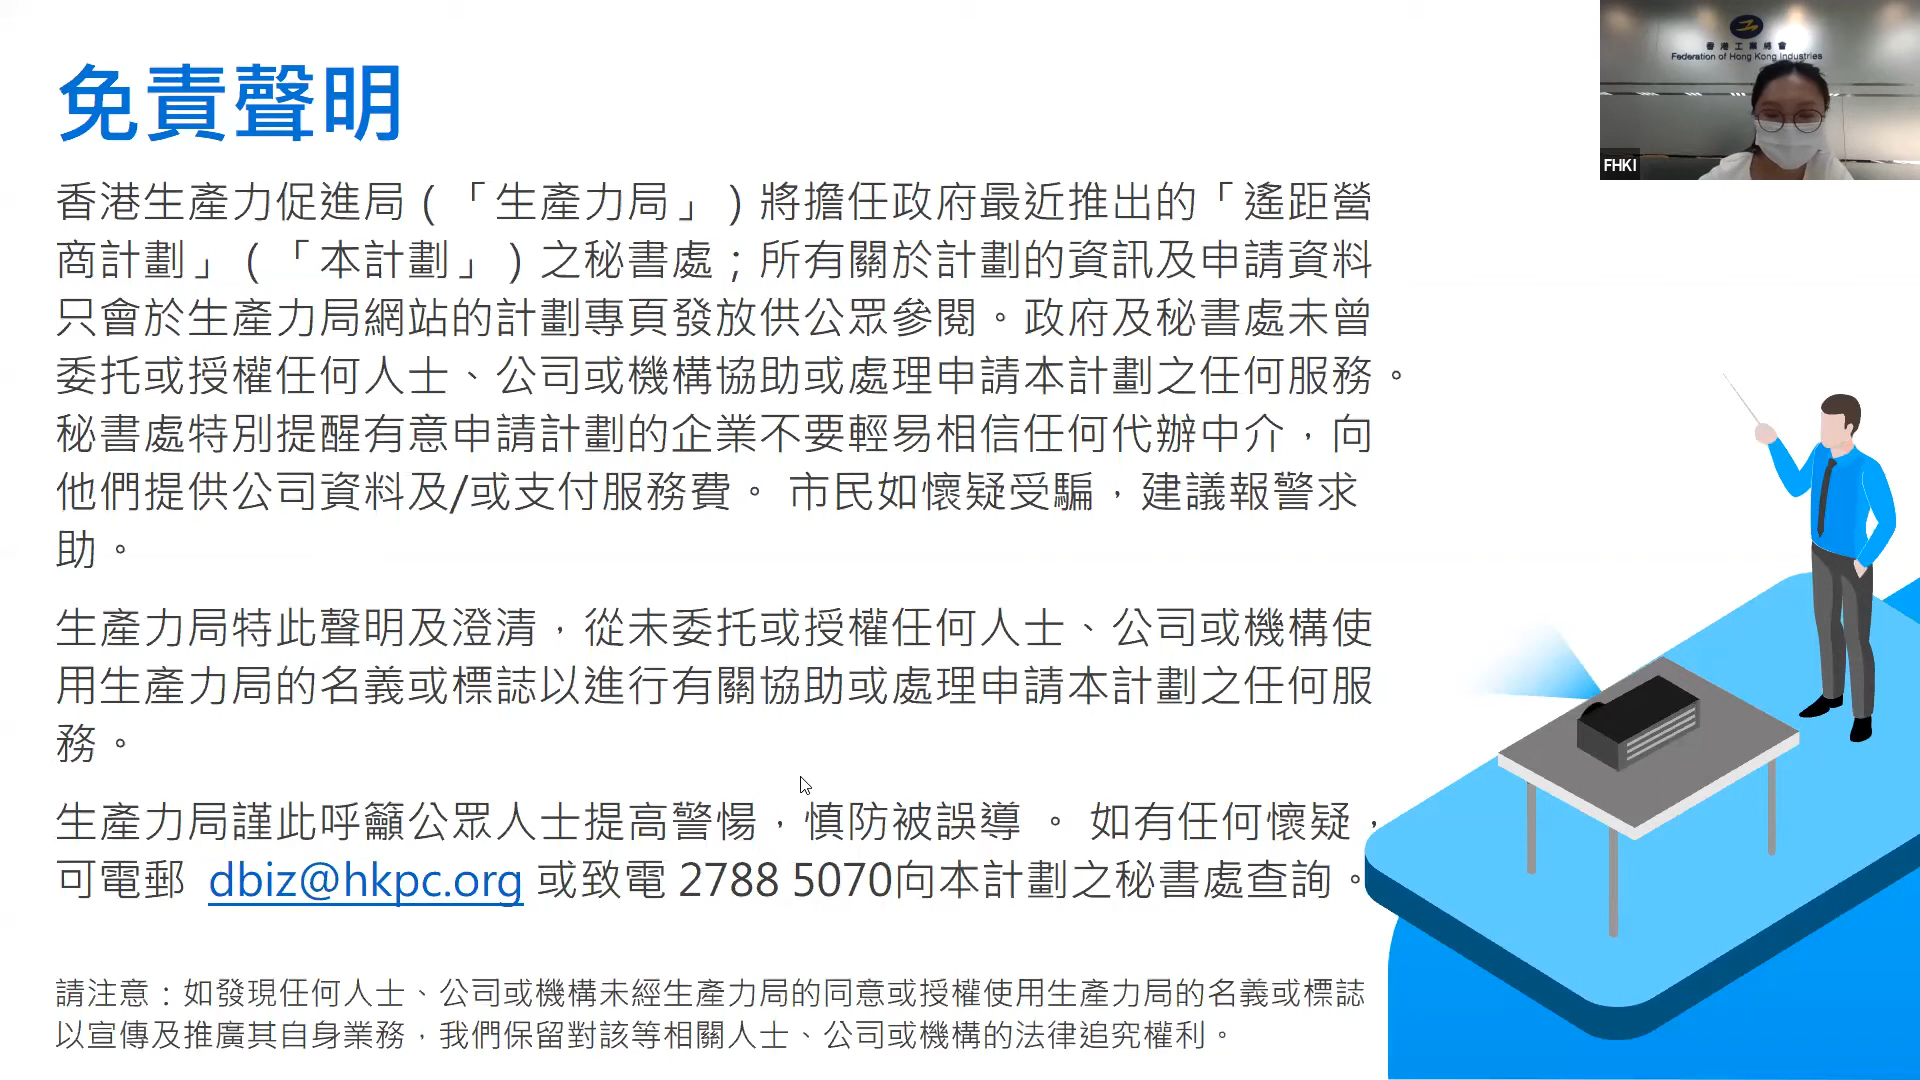 免責聲明
香港生產力促進局（「生產力局」）將擔任政府最近推出的「遙距營
商計劃」（「本計劃」）之秘書處；所有關於計劃的資訊及申請資料
只會於生產力局網站的計劃專頁發放供公眾參閱。政府及秘書處未曾
委托或授權任何人士、公司或機構協助或處理申請本計劃之任何服務。
秘書處特別提醒有意申請計劃的企業不要輕易相信任何代辦中介，向
他們提供公司資料及/或支付服務費。 市民如懷疑受騙，建議報警求
助。
生產力局特此聲明及澄清，從未委托或授權任何人士、公司或機構使
用生產力局的名義或標誌以進行有關協助或處理申請本計劃之任何服
務。
生產力局謹此呼籲公眾人士提高警惕，慎防被誤導 。 如有任何懷疑，
可電郵 dbiz@hkpc.org 或致電 2788 5070向本計劃之秘書處查詢。
請注意：如發現任何人士、公司或機構未經生產力局的同意或授權使用生產力局的名義或標誌
以宣傳及推廣其自身業務，我們保留對該等相關人士、公司或機構的法律追究權利。
香港工業總會
Federation of Hong Kong Industries
FHKI